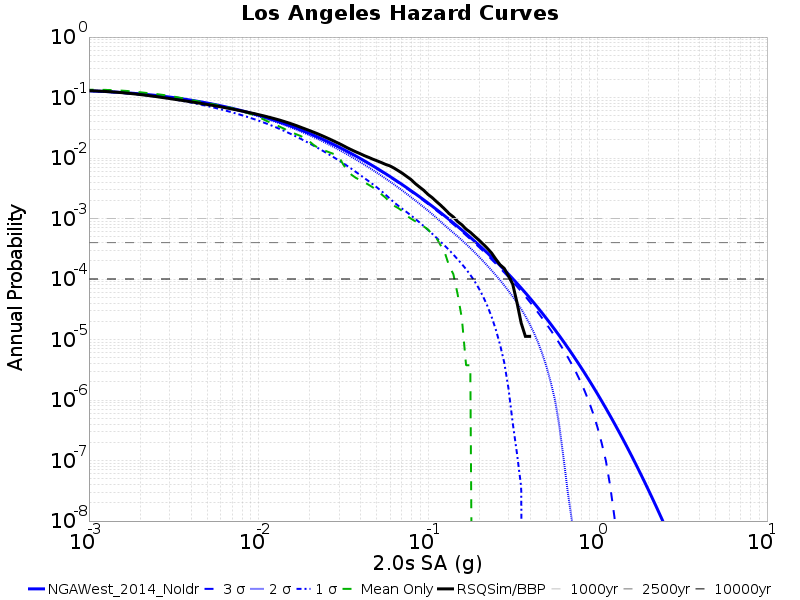 Los Angeles Hazard Curves
Annual Probability
10^0
10^-1
10^-2
10^-3
10^-4
10^-5
10^-6
10^-7
10^-8
10^-3 10^-2 10^-1 10^0 10^1
2.0s SA (g)
NGAWest_2014_NoIdr 3 σ 2 σ 1 σ Mean Only RSQSim/BBP 1000yr 2500yr 10000yr